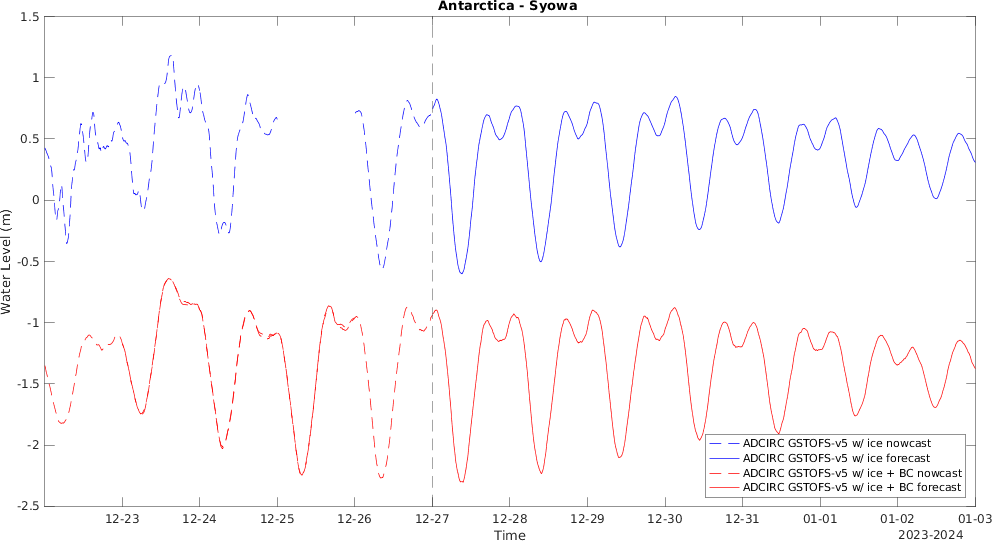 Antarctica - Syowa
Water Level (m)
1.5
1
0.5
0
-0.5
-1
-1.5
-2
-2.5
ADCIRC GSTOFS-v5 w/ ice nowcast
ADCIRC GSTOFS-v5 w/ ice forecast
ADCIRC GSTOFS-v5 w/ ice + BC nowcast
ADCIRC GSTOFS-v5 w/ ice + BC forecast
12-23 12-24 12-25 12-26 12-27 12-28 12-29 12-30 12-31 01-01 01-02 01-03
Time
2023-2024